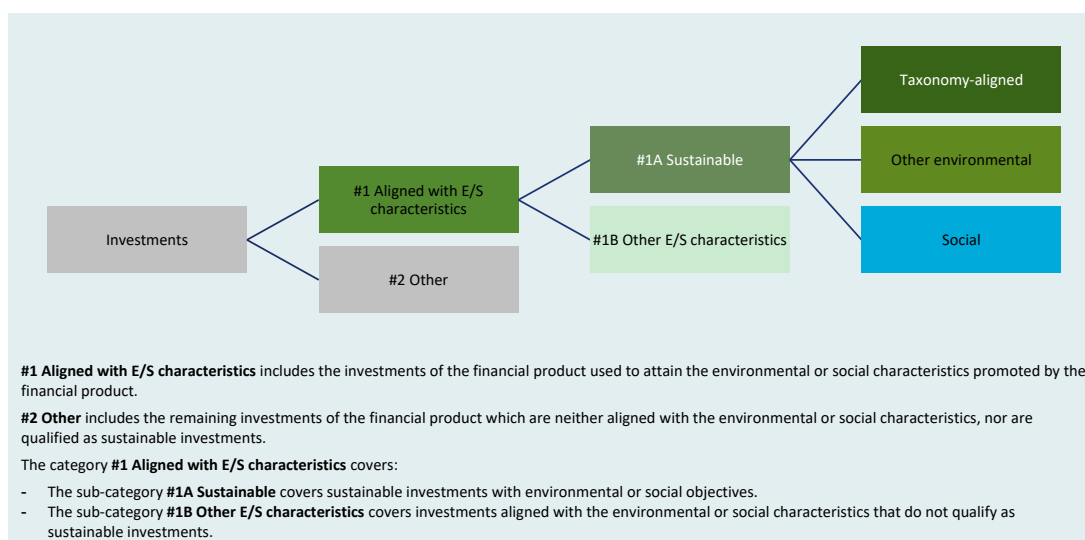 Taxonomy-aligned
#1A Sustainable
Other environmental
#1 Aligned with E/S
characteristics
Investments
#1B Other E/S characteristics
Social
#2 Other
#1 Aligned with E/S characteristics includes the investments of the financial product used to attain the environmental or social characteristics promoted by the
financial product.
#2 Other includes the remaining investments of the financial product which are neither aligned with the environmental or social characteristics, nor are
qualified as sustainable investments.
The category #1 Aligned with E/S characteristics covers:
- The sub-category #1A Sustainable covers sustainable investments with environmental or social objectives.
- The sub-category #1B Other E/S characteristics covers investments aligned with the environmental or social characteristics that do not qualify as
sustainable investments.